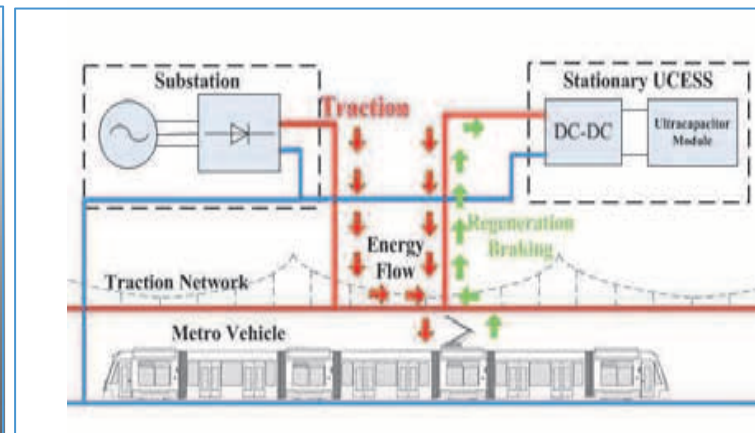 Substation
Stationary UCESS
Traction
DC-DC
Ultracapacitor
Module
Regeneration
Braking
Energy
Flow
Traction Network
Metro Vehicle